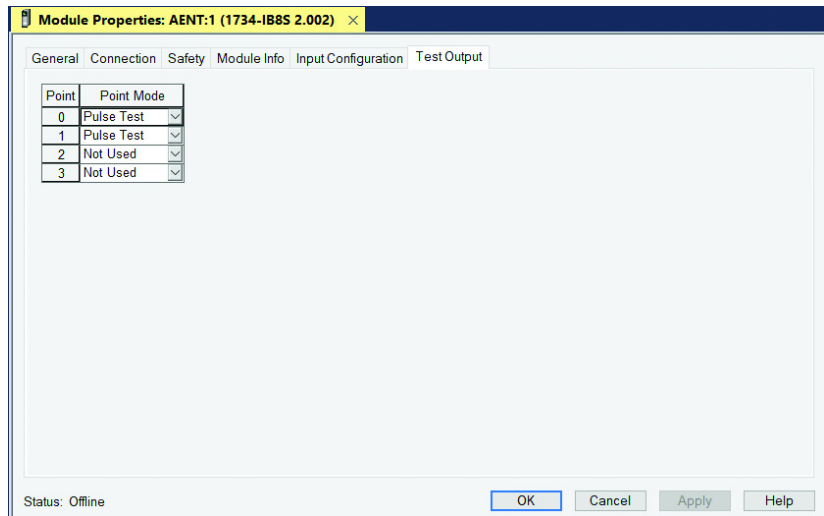 Module Properties: AENT:1 (1734-IB8S 2.002) ×
General Connection Safety Module Info Input Configuration Test Output
Point Point Mode
0 Pulse Test
1 Pulse Test
2 Not Used
3 Not Used
Status: Offline OK Cancel Apply Help